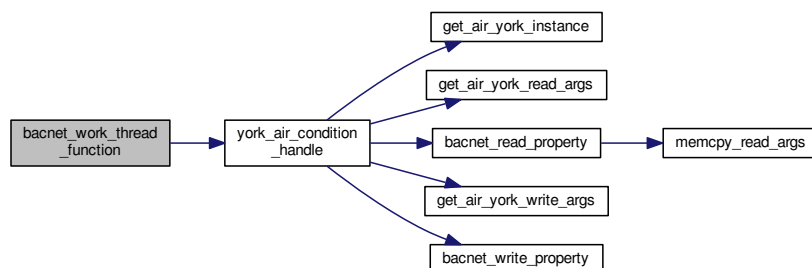 bacnet_work_thread
_function
york_air_condition
_handle
get_air_york_instance
get_air_york_read_args
bacnet_read_property
memcpy_read_args
get_air_york_write_args
bacnet_write_property